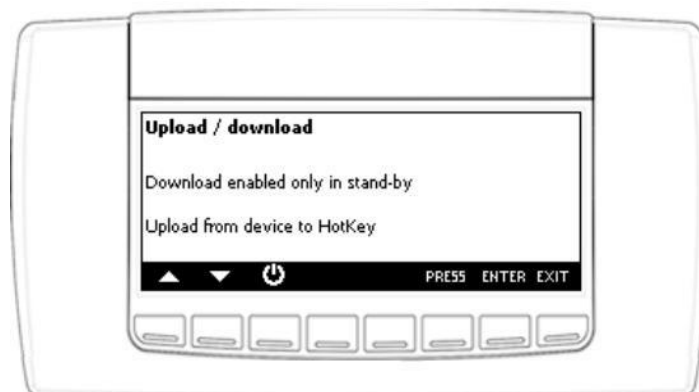 Upload / download
Download enabled only in stand-by
Upload from device to HotKey
PRESS ENTER EXIT